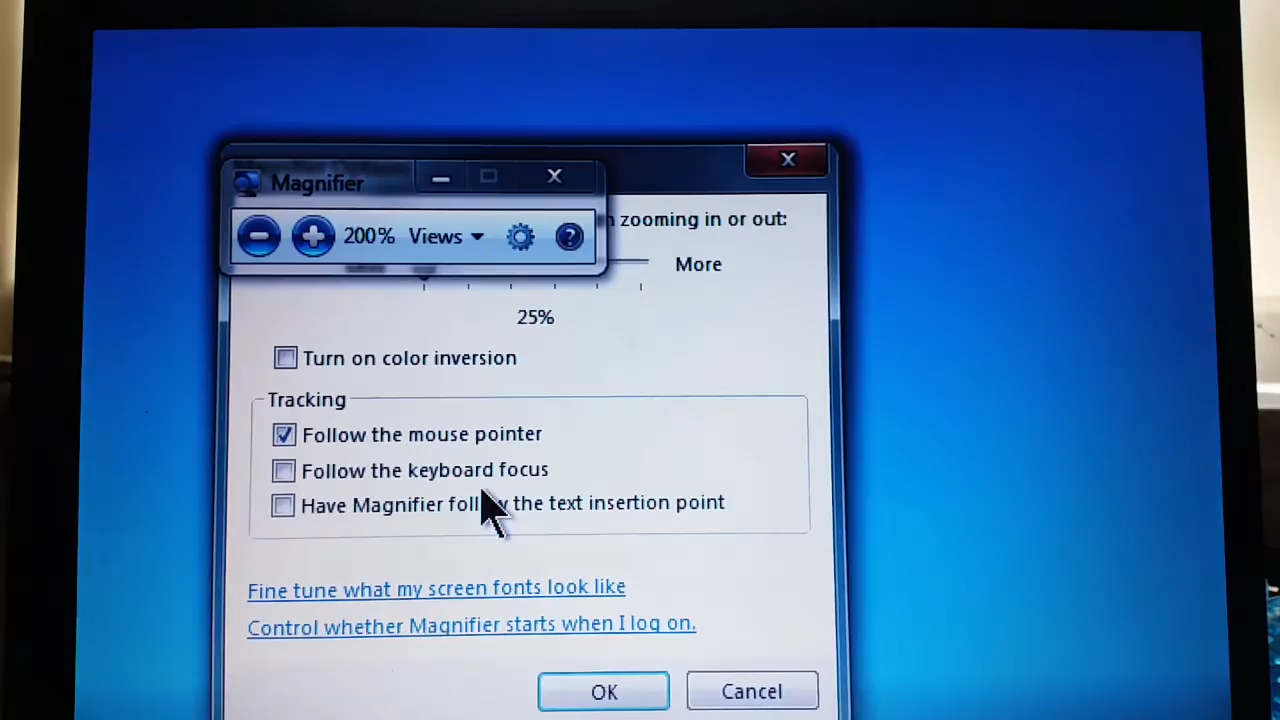 Magnifier
200% Views
zooming in or out:
More
25%
Turn on color inversion
Tracking
Follow the mouse pointer
Follow the keyboard focus
Have Magnifier the text insertion point
Fine tune what my screen fonts look like
Control whether Magnifier starts when I log on.
OK Cancel